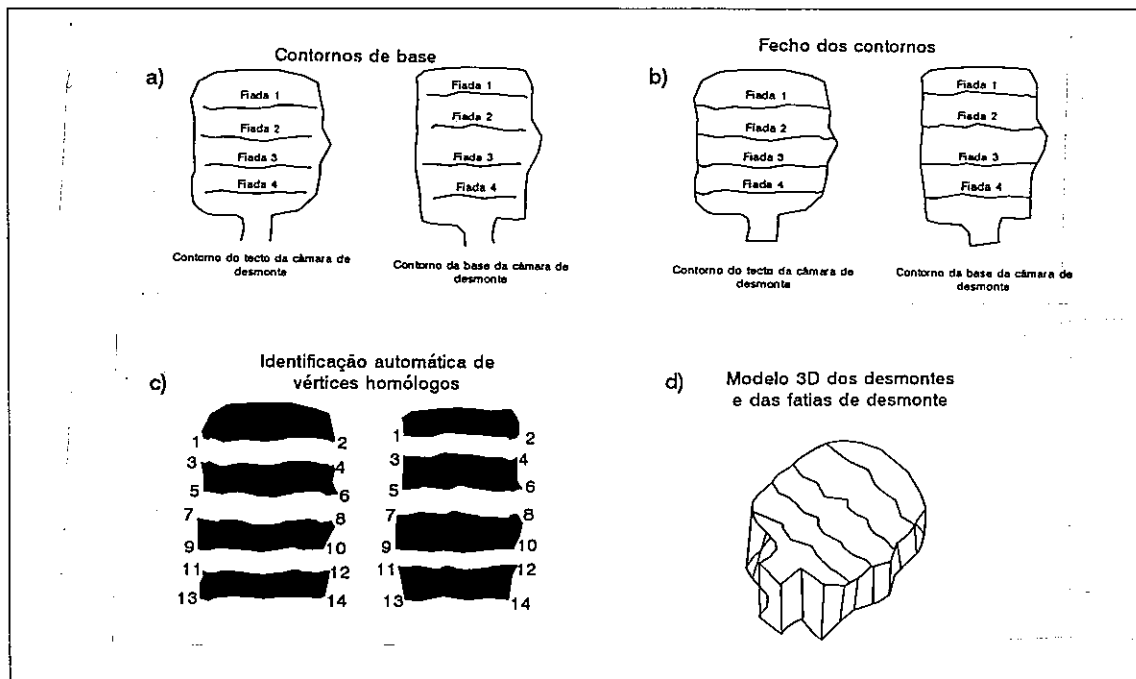 a)
Contornos de base
Fiada 1
Fiada 2
Fiada 3
Fiada 4
Contorno do tecto da câmara de
desmonte
Fiada 1
Fiada 2
Fiada 3
Fiada 4
Contorno da base da câmara de
desmonte
b)
Fecho dos contornos
Fiada 1
Fiada 2
Fiada 3
Fiada 4
Contorno do tecto da câmara de
desmonte
Fiada 1
Fiada 2
Fiada 3
Fiada 4
Contorno da base da câmara de
desmonte
c)
Identificação automática de
vértices homólogos
1 2
3 4
5 6
7 8
9 10
11 12
13 14
1 2
3 4
5 6
7 8
9 10
11 12
13 14
d)
Modelo 3D dos desmontes
e das fatias de desmonte